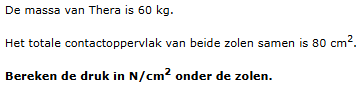 De massa van Thera is 60 kg.
Het totale contactoppervlak van beide zolen samen is 80 cm².
Bereken de druk in N/cm² onder de zolen.